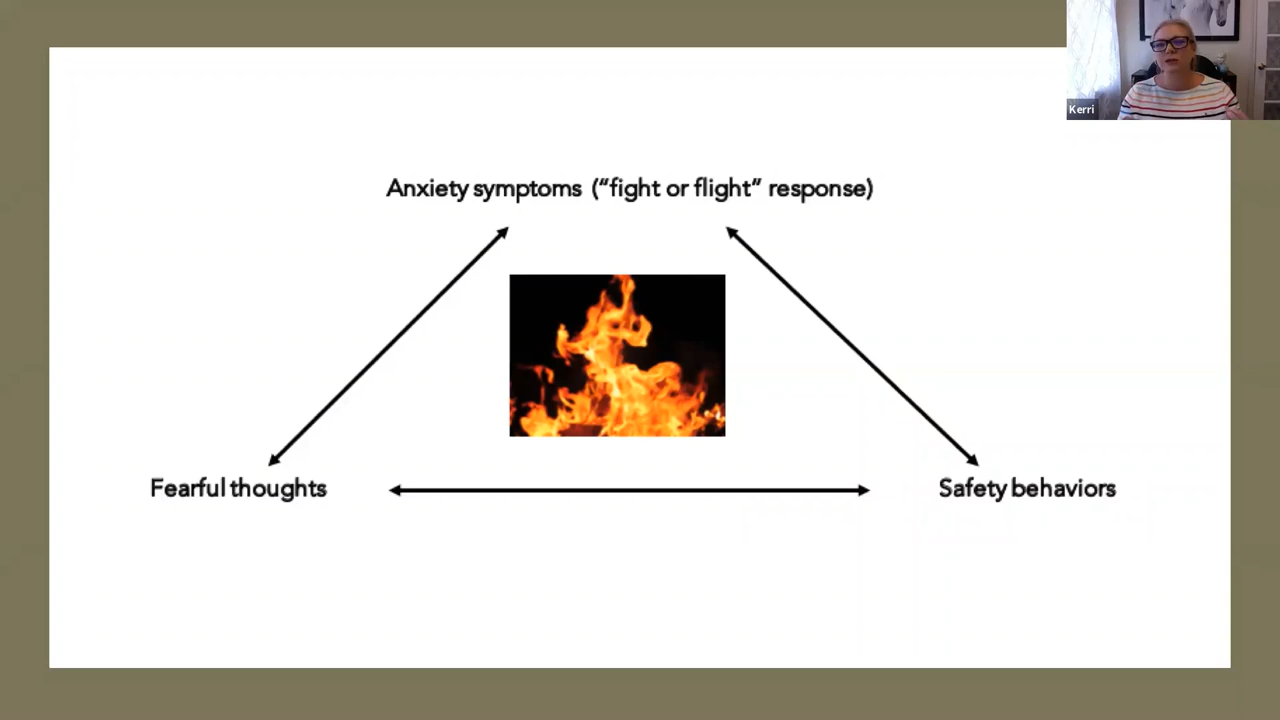 Kerri
Anxiety symptoms (“fight or flight” response)
Fearful thoughts
Safety behaviors